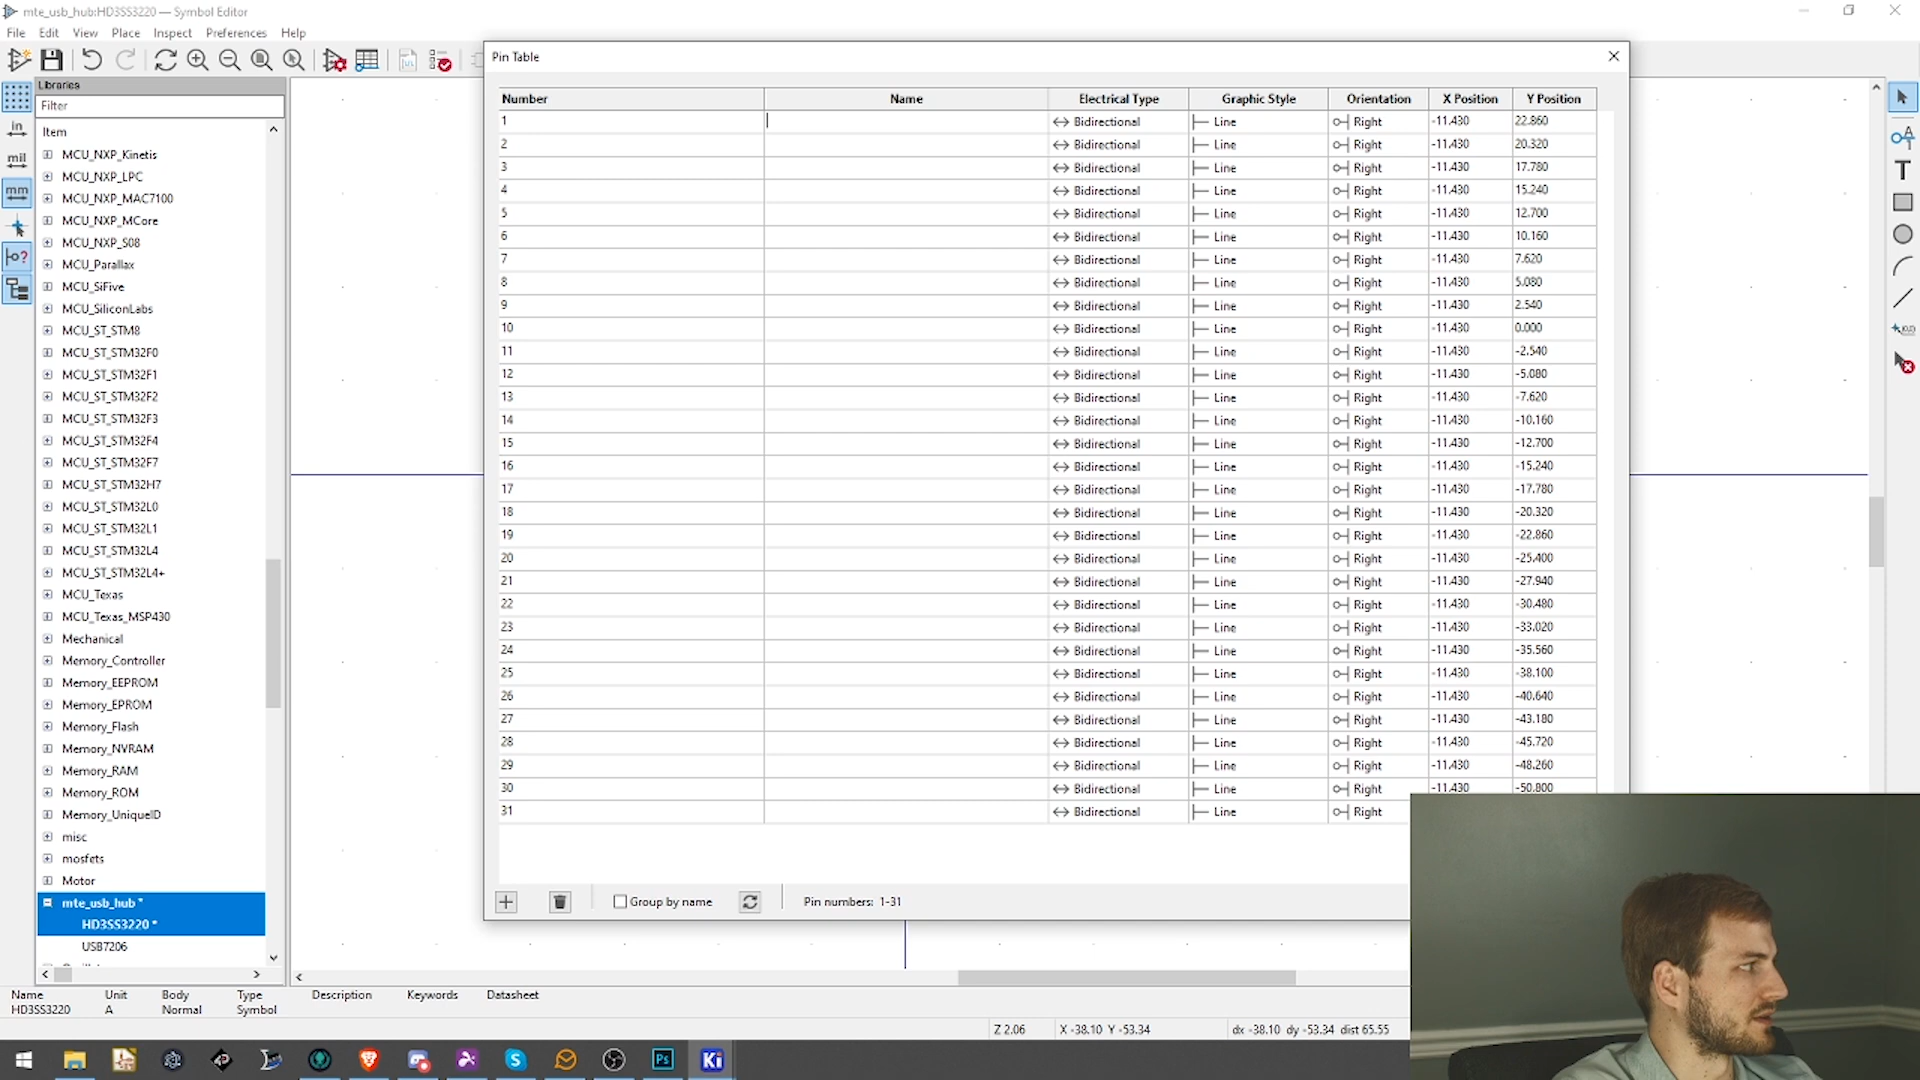 mte_usb_hub:HD3SS3220 — Symbol Editor
File Edit View Place Inspect Preferences Help
Libraries
Filter
Item
MCU_NXP_Kinetis
MCU_NXP_LPC
MCU_NXP_MAC7100
MCU_NXP_MCore
MCU_NXP_S08
MCU_Parallax
MCU_SiFive
MCU_SiliconLabs
MCU_ST_STM8
MCU_ST_STM32F0
MCU_ST_STM32F1
MCU_ST_STM32F2
MCU_ST_STM32F3
MCU_ST_STM32F4
MCU_ST_STM32F7
MCU_ST_STM32H7
MCU_ST_STM32L0
MCU_ST_STM32L1
MCU_ST_STM32L4
MCU_ST_STM32L4+
MCU_Texas
MCU_Texas_MSP430
Mechanical
Memory_Controller
Memory_EEPROM
Memory_EPROM
Memory_Flash
Memory_NVRAM
Memory_RAM
Memory_ROM
Memory_UniqueID
misc
mosfets
Motor
mte_usb_hub *
HD3SS3220 *
USB7206
in
mil
mm
Pin Table
Number Name Electrical Type Graphic Style Orientation X Position Y Position
1 Bidirectional Line Right -11.430 22.860
2 Bidirectional Line Right -11.430 20.320
3 Bidirectional Line Right -11.430 17.780
4 Bidirectional Line Right -11.430 15.240
5 Bidirectional Line Right -11.430 12.700
6 Bidirectional Line Right -11.430 10.160
7 Bidirectional Line Right -11.430 7.620
8 Bidirectional Line Right -11.430 5.080
9 Bidirectional Line Right -11.430 2.540
10 Bidirectional Line Right -11.430 0.000
11 Bidirectional Line Right -11.430 -2.540
12 Bidirectional Line Right -11.430 -5.080
13 Bidirectional Line Right -11.430 -7.620
14 Bidirectional Line Right -11.430 -10.160
15 Bidirectional Line Right -11.430 -12.700
16 Bidirectional Line Right -11.430 -15.240
17 Bidirectional Line Right -11.430 -17.780
18 Bidirectional Line Right -11.430 -20.320
19 Bidirectional Line Right -11.430 -22.860
20 Bidirectional Line Right -11.430 -25.400
21 Bidirectional Line Right -11.430 -27.940
22 Bidirectional Line Right -11.430 -30.480
23 Bidirectional Line Right -11.430 -33.020
24 Bidirectional Line Right -11.430 -35.560
25 Bidirectional Line Right -11.430 -38.100
26 Bidirectional Line Right -11.430 -40.640
27 Bidirectional Line Right -11.430 -43.180
28 Bidirectional Line Right -11.430 -45.720
29 Bidirectional Line Right -11.430 -48.260
30 Bidirectional Line Right -11.430 -50.800
31 Bidirectional Line Right
Group by name Pin numbers: 1-31
Name Unit Body Type Description Keywords Datasheet
HD3SS3220 A Normal Symbol
Z 2.06 X -38.10 Y -53.34 dx -38.10 dy -53.34 dist 65.55
S Ps Ki